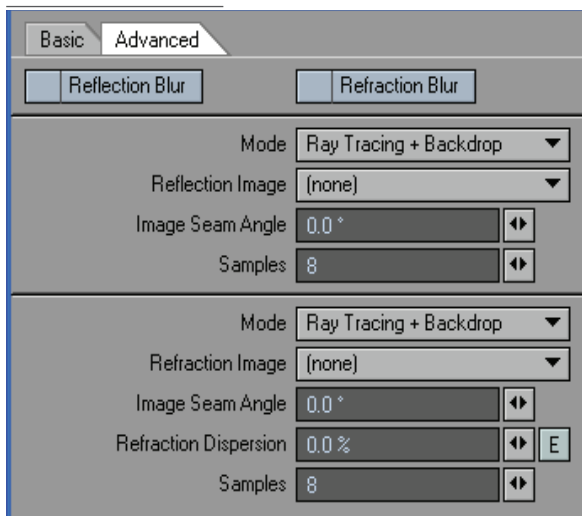 Basic Advanced
Reflection Blur Refraction Blur
Mode Ray Tracing + Backdrop
Reflection Image (none)
Image Seam Angle 0.0 °
Samples 8
Mode Ray Tracing + Backdrop
Refraction Image (none)
Image Seam Angle 0.0 °
Refraction Dispersion 0.0 % E
Samples 8